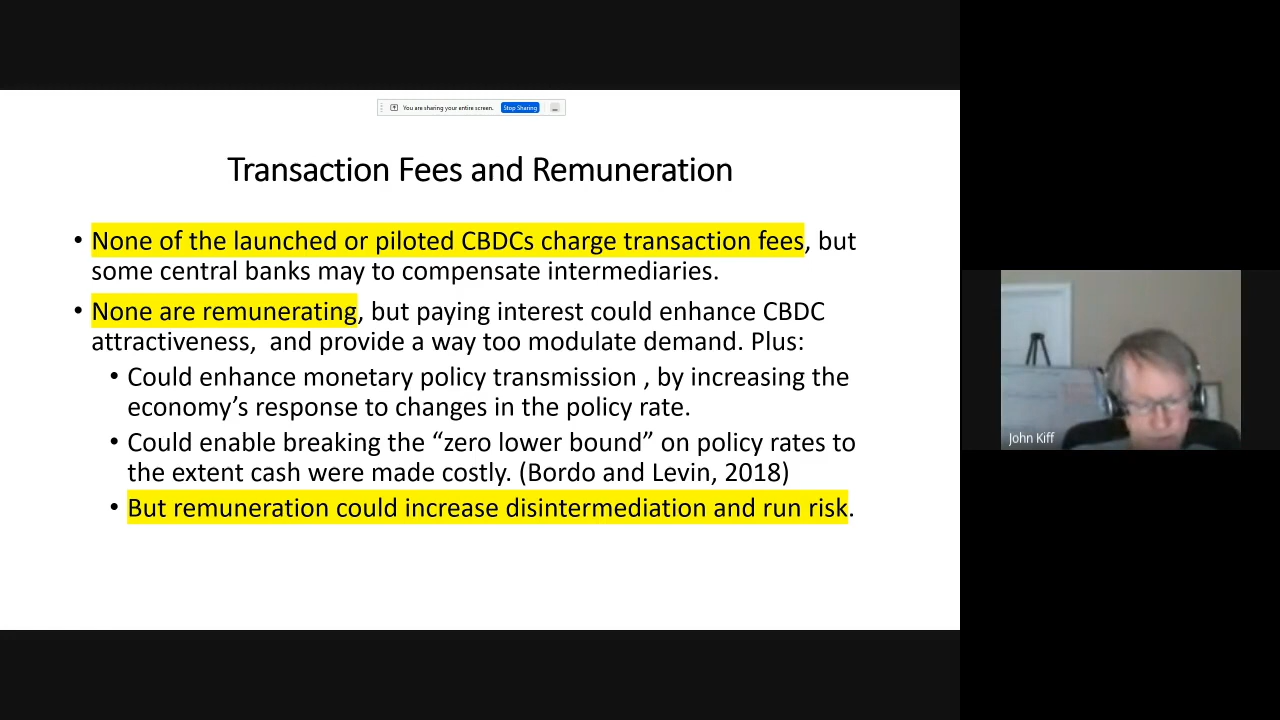 You are sharing your entire screen. Stop Sharing
Transaction Fees and Remuneration
• None of the launched or piloted CBDCs charge transaction fees, but
some central banks may to compensate intermediaries.
• None are remunerating, but paying interest could enhance CBDC
attractiveness,  and provide a way too modulate demand. Plus:
• Could enhance monetary policy transmission , by increasing the
economy’s response to changes in the policy rate.
• Could enable breaking the “zero lower bound” on policy rates to
the extent cash were made costly. (Bordo and Levin, 2018)
• But remuneration could increase disintermediation and run risk.
John Kiff